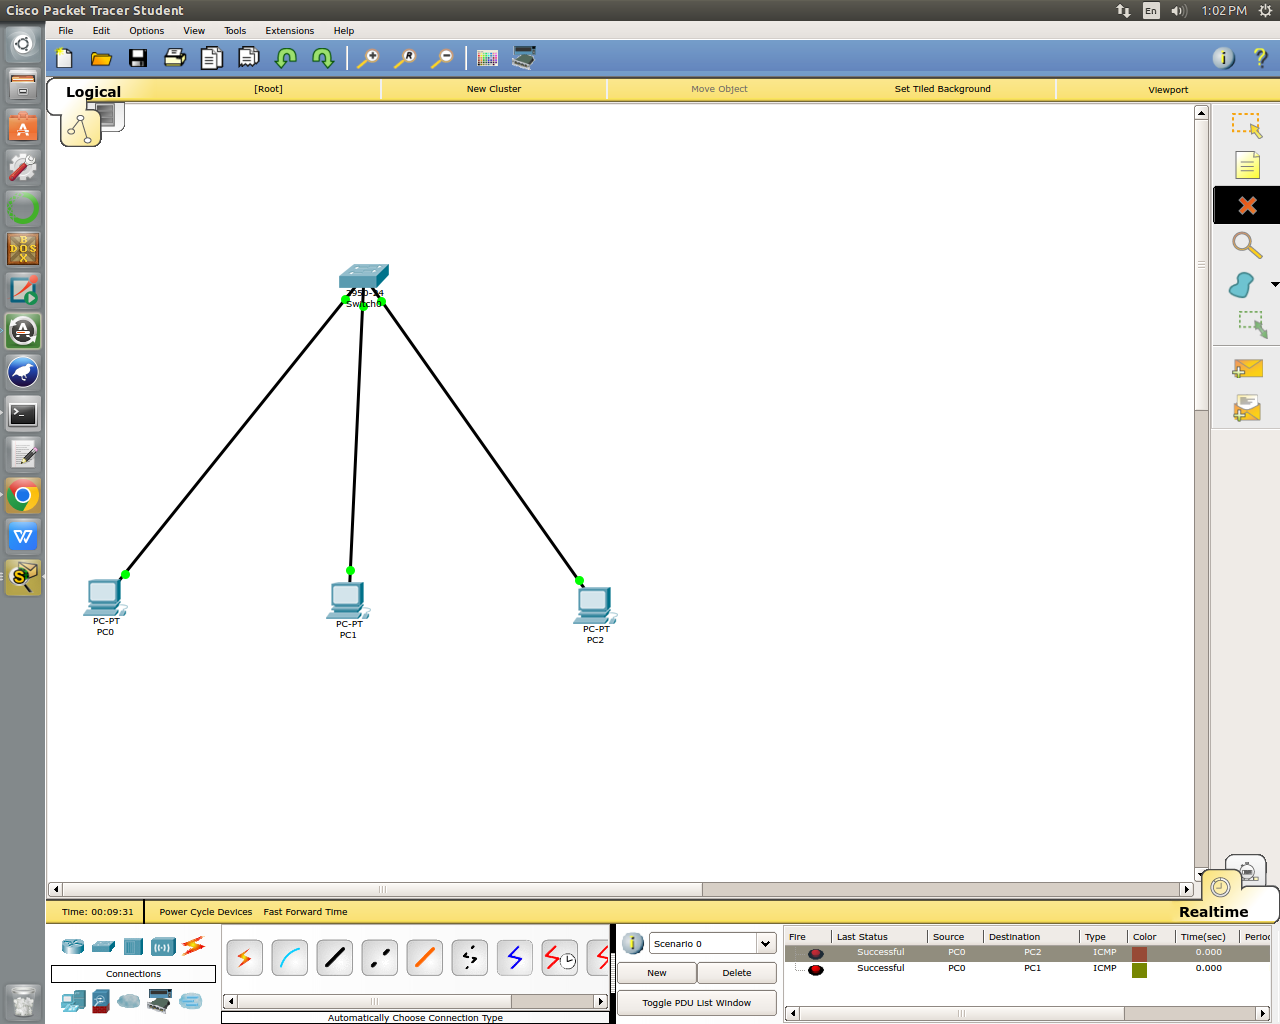 Cisco Packet Tracer Student
En
1:02 PM
File Edit Options View Tools Extensions Help
Logical
[Root]
New Cluster
Move Object
Set Tiled Background
Viewport
2950-24
Switch0
PC-PT
PC0
PC-PT
PC1
PC-PT
PC2
Time: 00:09:31
Power Cycle Devices Fast Forward Time
Realtime
Connections
Automatically Choose Connection Type
Scenario 0
New
Delete
Toggle PDU List Window
Fire Last Status Source Destination Type Color Time(sec) Perio
Successful PC0 PC2 ICMP 0.000
Successful PC0 PC1 ICMP 0.000